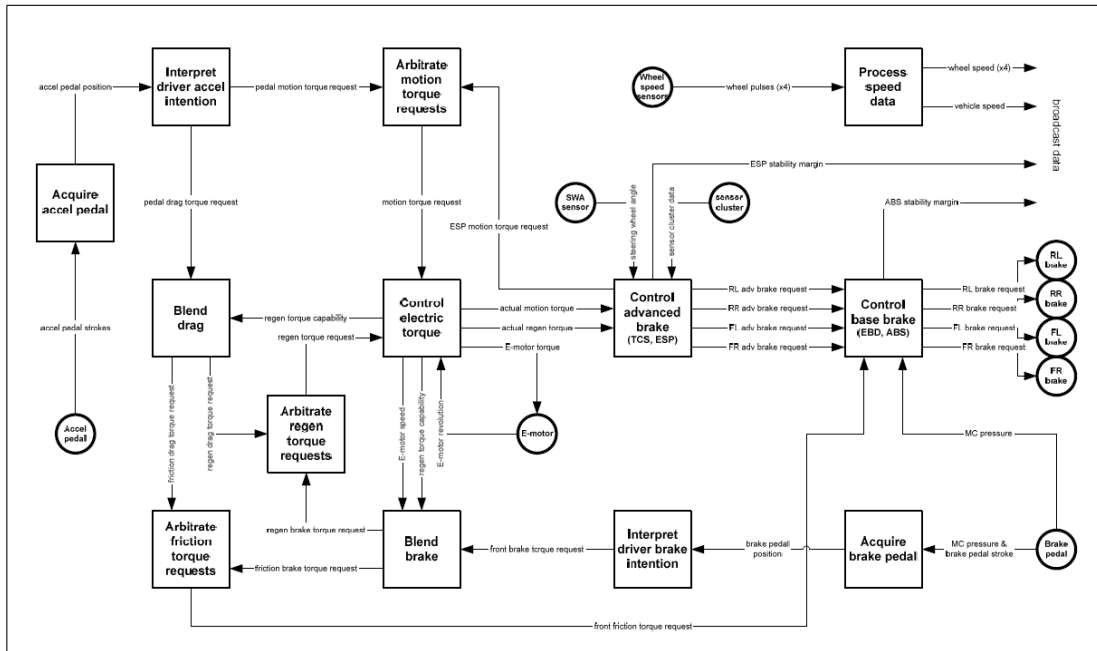 Interpret
driver accel
intention
Arbitrate
motion
torque
requests
Wheel
speed
sensors
Process
speed
data
accel pedal position
pedal motion torque request
wheel pulses (x4)
wheel speed (x4)
vehicle speed
broadcast data
ESP stability margin
Acquire
accel pedal
pedal drag torque request
motion torque request
ESP motion torque request
SWA
sensor
steering wheel angle
sensor cluster data
sensor
cluster
ABS stability margin
accel pedal strokes
Blend
drag
regen torque capability
regen torque request
Control
electric
torque
actual motion torque
actual regen torque
E-motor torque
Control
advanced
brake
(TCS, ESP)
RL adv brake request
RR adv brake request
FL adv brake request
FR adv brake request
Control
base brake
(EBD, ABS)
RL brake request
RR brake request
FL brake request
FR brake request
RL
brake
RR
brake
FL
brake
FR
brake
Accel
pedal
friction drag torque request
regen drag torque request
Arbitrate
regen
torque
requests
E-motor speed
regen torque capability
E-motor revolution
E-motor
MC pressure
Arbitrate
friction
torque
requests
regen brake torque request
friction brake torque request
Blend
brake
front brake torque request
Interpret
driver brake
intention
brake pedal
position
Acquire
brake pedal
MC pressure &
brake pedal stroke
Brake
pedal
front friction torque request